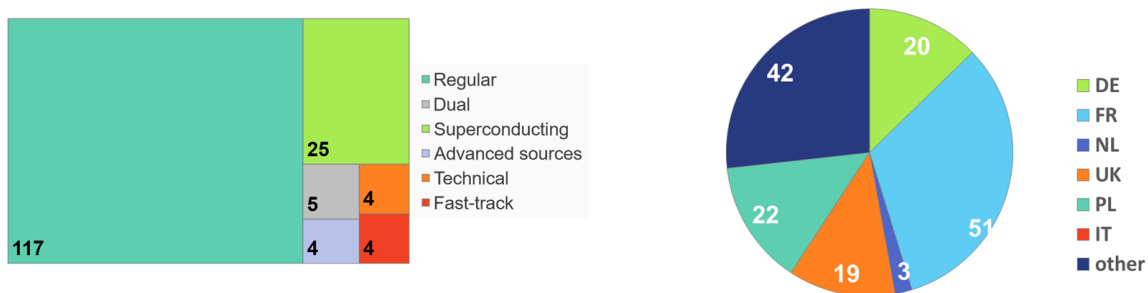 117
25
5
4
4
4
Regular
Dual
Superconducting
Advanced sources
Technical
Fast-track
20
42
51
22
19
3
DE
FR
NL
UK
PL
IT
other